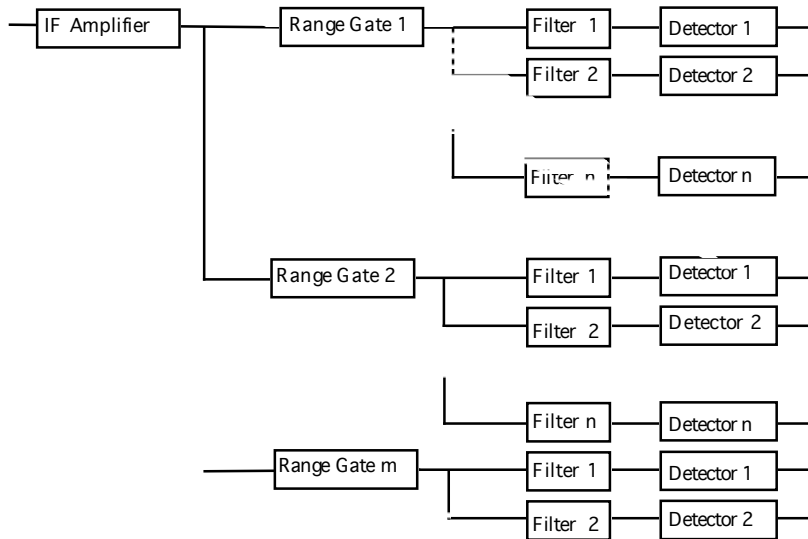 IF Amplifier
Range Gate 1
Filter 1
Detector 1
Filter 2
Detector 2
Filter n
Detector n
Range Gate 2
Filter 1
Detector 1
Filter 2
Detector 2
Filter n
Detector n
Range Gate m
Filter 1
Detector 1
Filter 2
Detector 2